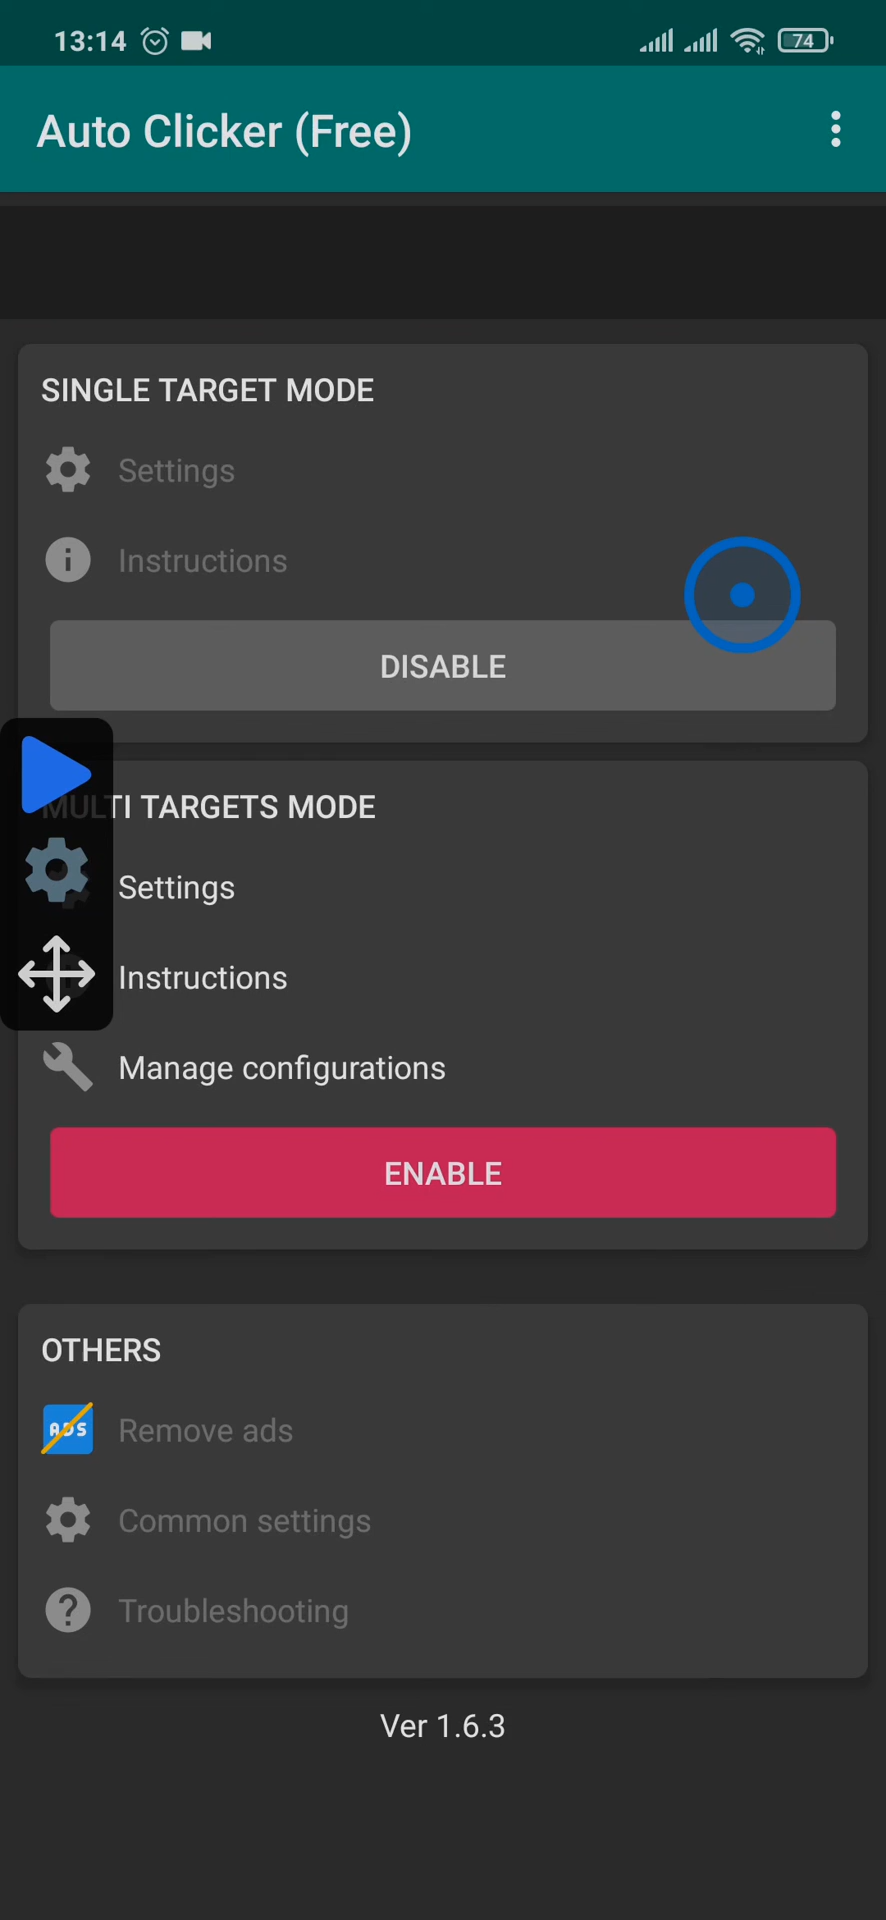 13:14
74
Auto Clicker (Free)
SINGLE TARGET MODE
Settings
Instructions
DISABLE
MULTI TARGETS MODE
Settings
Instructions
Manage configurations
ENABLE
OTHERS
ADS
Remove ads
Common settings
Troubleshooting
Ver 1.6.3